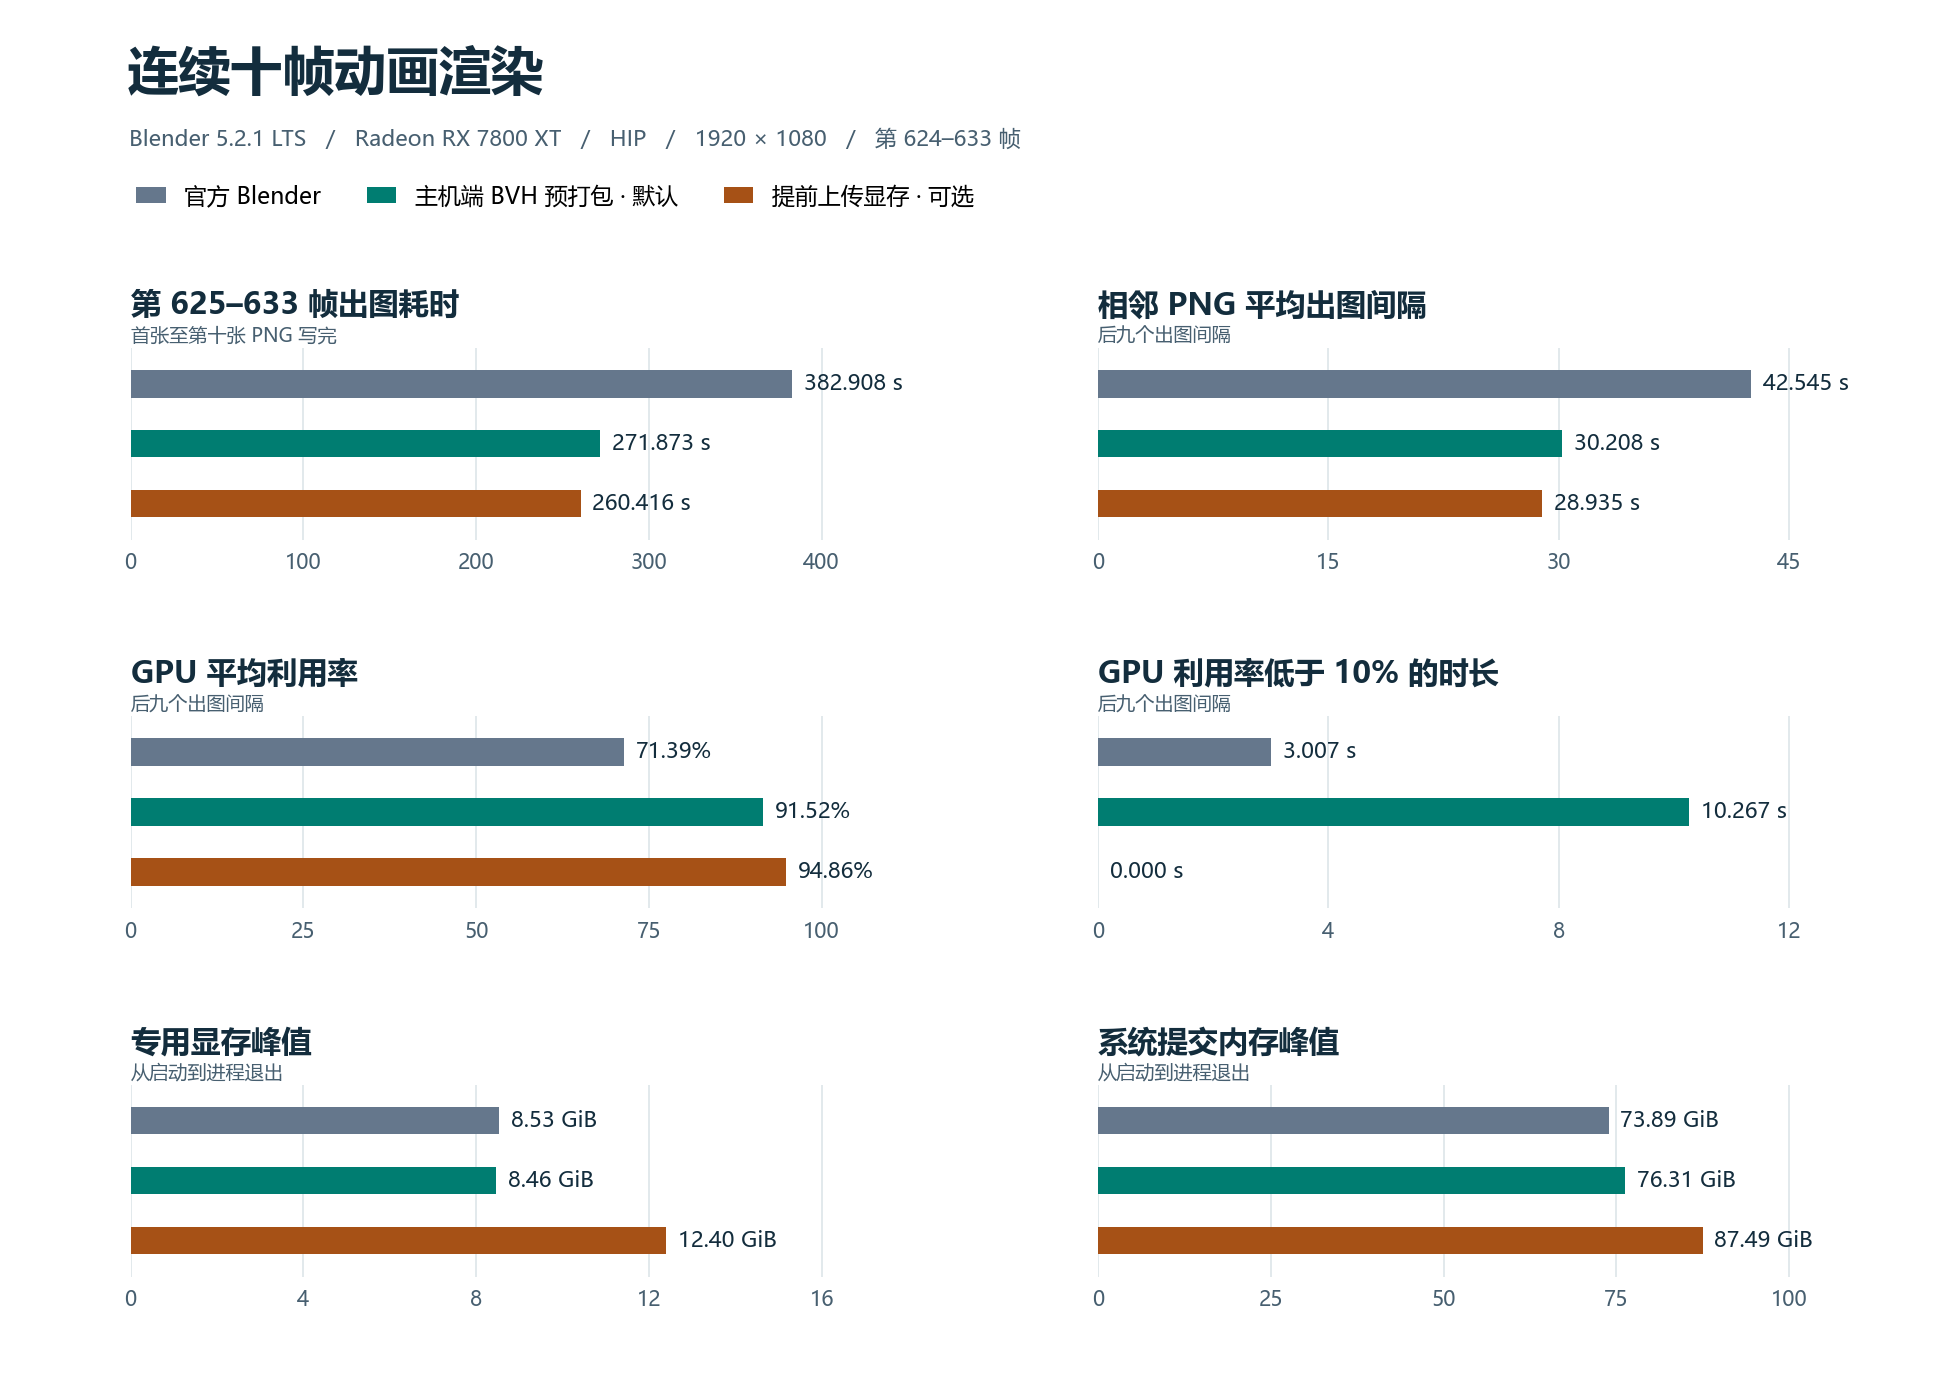 连续十帧动画渲染
Blender 5.2.1 LTS / Radeon RX 7800 XT / HIP / 1920 × 1080 / 第 624–633 帧
官方 Blender 主机端 BVH 预打包 · 默认 提前上传显存 · 可选
第 625–633 帧出图耗时
首张至第十张 PNG 写完
382.908 s
271.873 s
260.416 s
0 100 200 300 400
相邻 PNG 平均出图间隔
后九个出图间隔
42.545 s
30.208 s
28.935 s
0 15 30 45
GPU 平均利用率
后九个出图间隔
71.39%
91.52%
94.86%
0 25 50 75 100
GPU 利用率低于 10% 的时长
后九个出图间隔
3.007 s
10.267 s
0.000 s
0 4 8 12
专用显存峰值
从启动到进程退出
8.53 GiB
8.46 GiB
12.40 GiB
0 4 8 12 16
系统提交内存峰值
从启动到进程退出
73.89 GiB
76.31 GiB
87.49 GiB
0 25 50 75 100